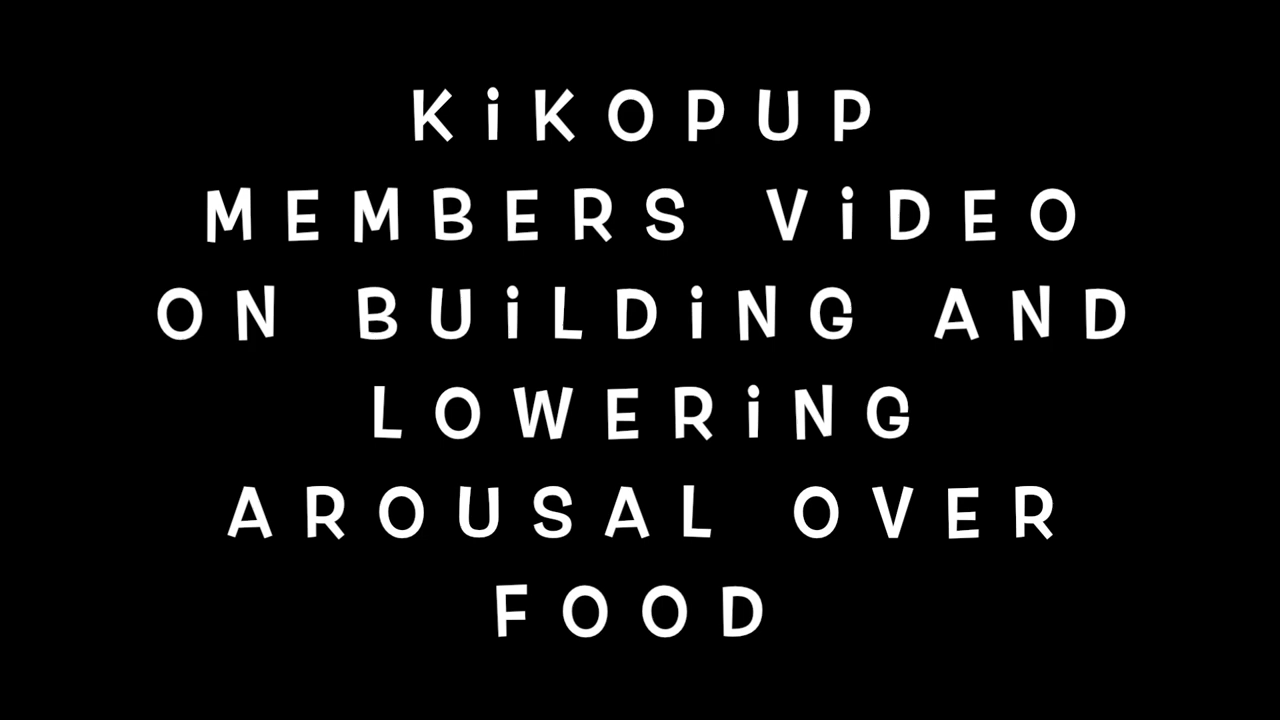 KiKOPUP
MEMBERS ViDEO
ON BUiLDiNG AND
LOWERiNG
AROUSAL OVER
FOOD